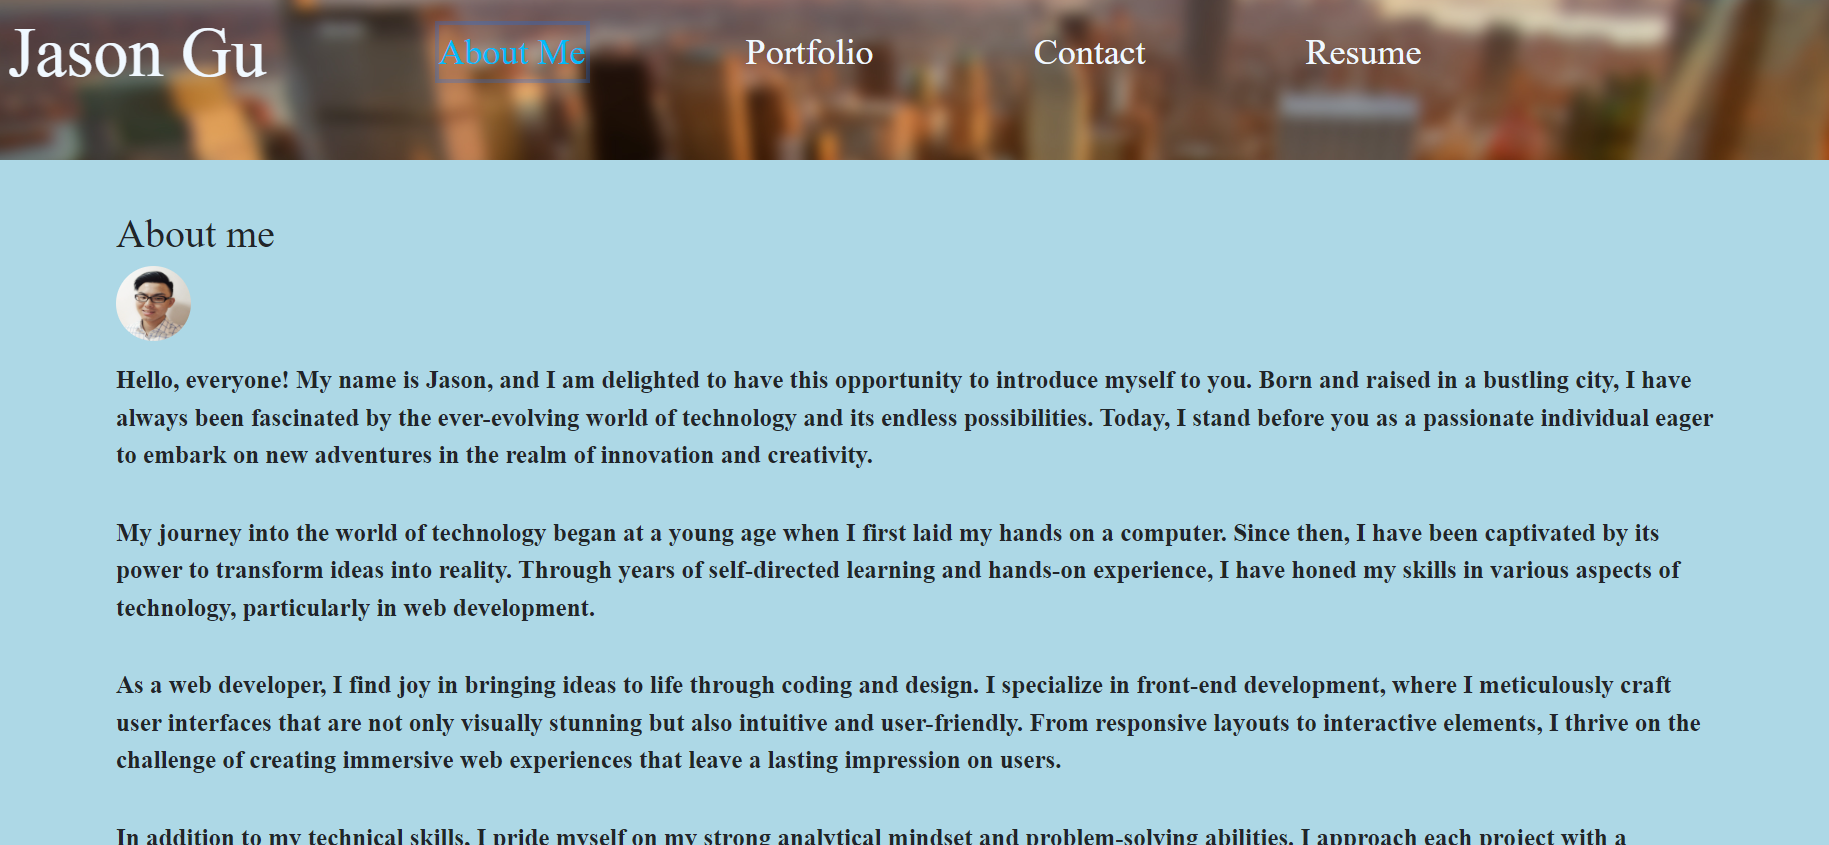 Jason Gu About Me Portfolio Contact Resume
About me
Hello, everyone! My name is Jason, and I am delighted to have this opportunity to introduce myself to you. Born and raised in a bustling city, I have
always been fascinated by the ever-evolving world of technology and its endless possibilities. Today, I stand before you as a passionate individual eager
to embark on new adventures in the realm of innovation and creativity.
My journey into the world of technology began at a young age when I first laid my hands on a computer. Since then, I have been captivated by its
power to transform ideas into reality. Through years of self-directed learning and hands-on experience, I have honed my skills in various aspects of
technology, particularly in web development.
As a web developer, I find joy in bringing ideas to life through coding and design. I specialize in front-end development, where I meticulously craft
user interfaces that are not only visually stunning but also intuitive and user-friendly. From responsive layouts to interactive elements, I thrive on the
challenge of creating immersive web experiences that leave a lasting impression on users.
In addition to my technical skills, I pride myself on my strong analytical mindset and problem-solving abilities. I approach each project with a